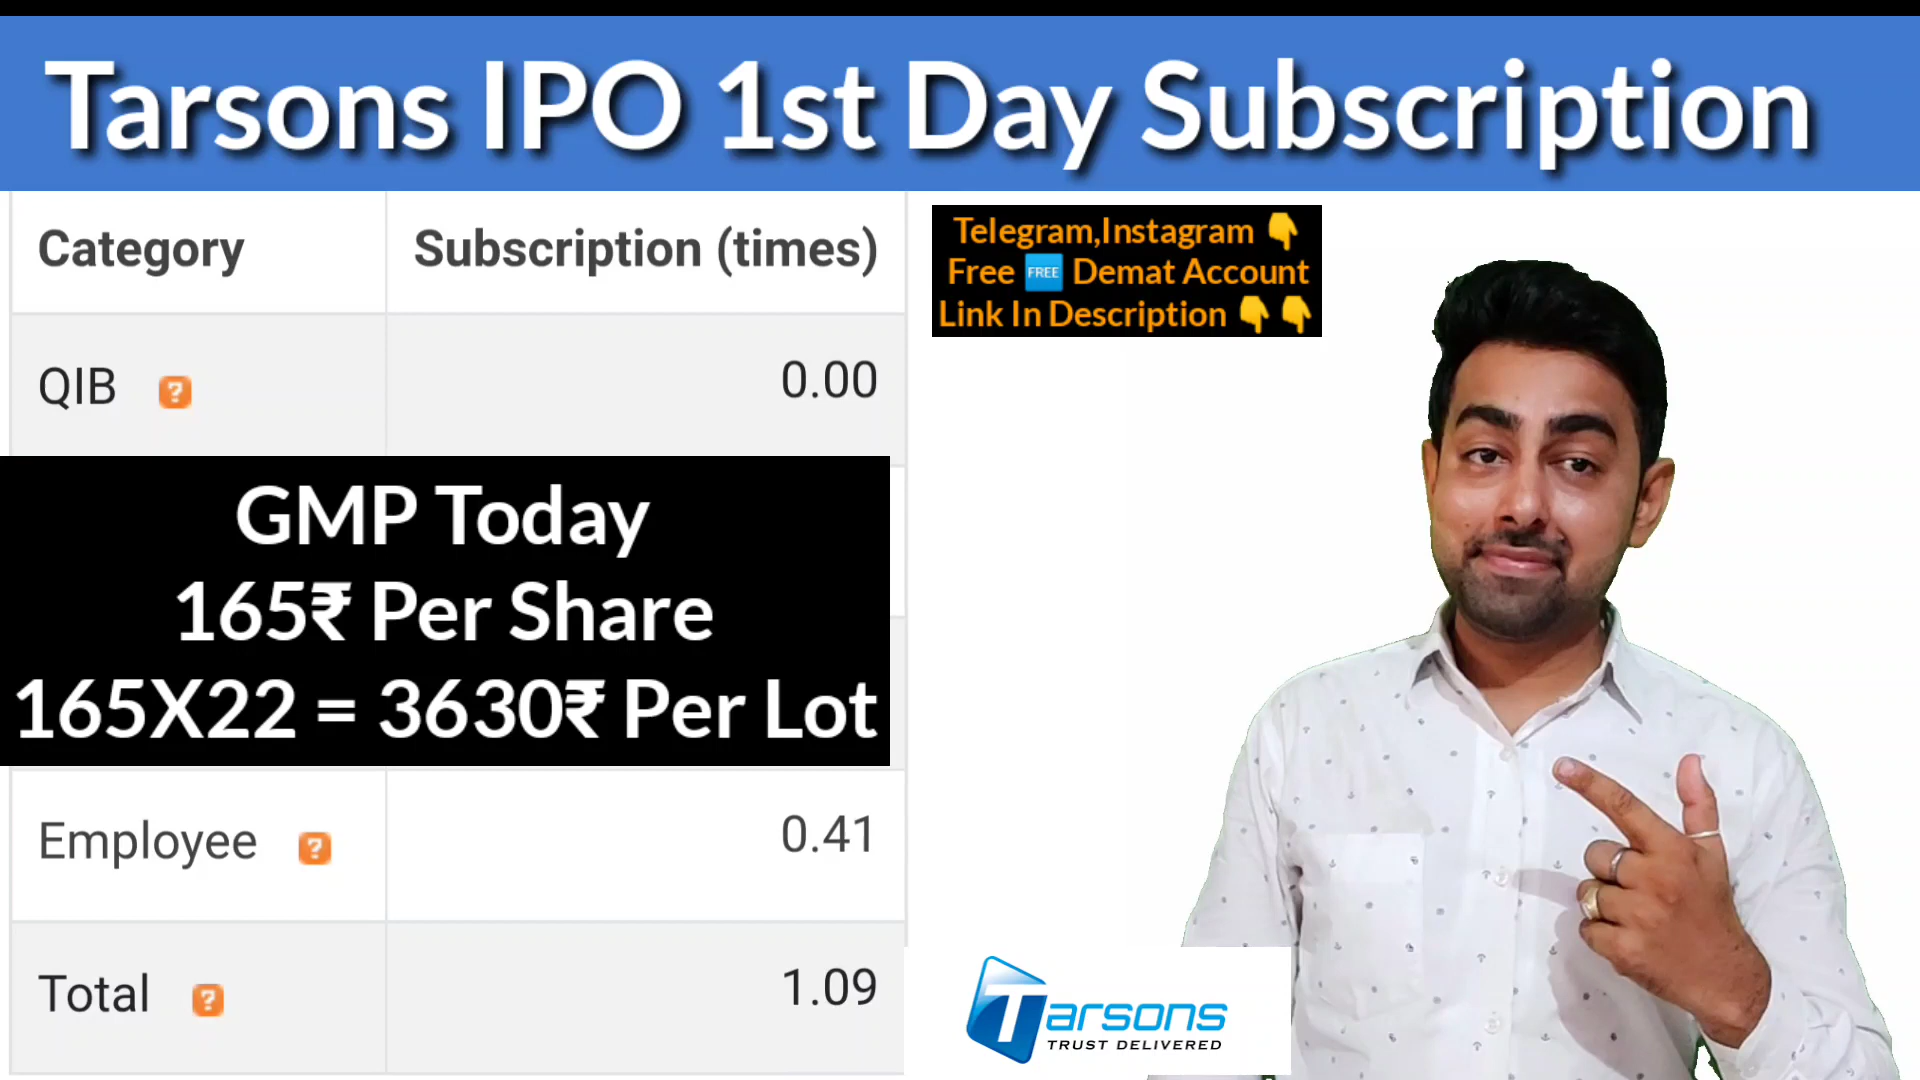 Tarsons IPO 1st Day Subscription
Category Subscription (times)
QIB ? 0.00
GMP Today
165₹ Per Share
165X22 = 3630₹ Per Lot
Employee ? 0.41
Total ? 1.09
Telegram,Instagram 👇
Free 🆓 Demat Account
Link In Description 👇👇
Tarsons
TRUST DELIVERED